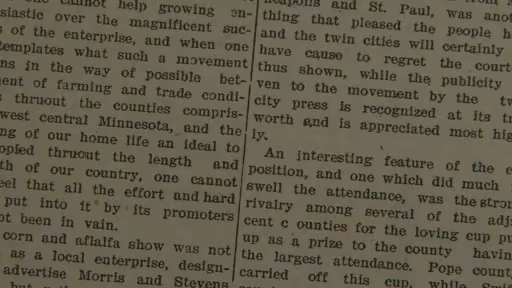 one cannot help growing en-
siastic over the magnificent suc-
of the enterprise, and when one
templates what such a movement
ns in the way of possible bet-
ent of farming and trade condi-
thruout the counties compris-
west central Minnesota, and the
ng of our home life an ideal to
opied thruout the length and
th of our country, one cannot
eel that all the effort and hard
put into it by its promoters
ot been in vain.
corn and aflalfa show was not
as a local enterprise, design-
advertise Morris and Stevens
neapolis and St. Paul, was anot
thing that pleased the people h
and the twin cities will certainly
have cause to regret the court
thus shown, while the publicity
ven to the movement by the tw
city press is recognized at its tr
worth and is appreciated most hig
ly.
An interesting feature of the e
position, and one which did much
swell the attendance, was the stron
rivalry among several of the adj
cent c ounties for the loving cup pu
up as a prize to the county havin
the largest attendance. Pope count
carried off this cup, while